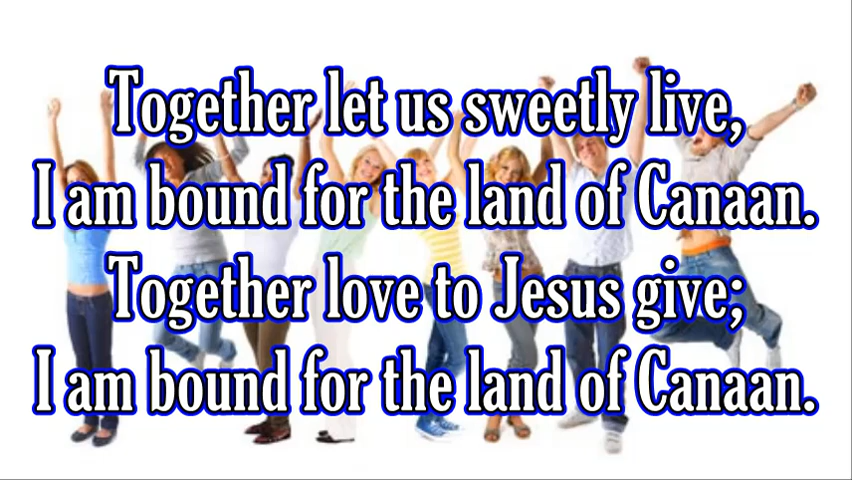 Together let us sweetly live,
I am bound for the land of Canaan.
Together love to Jesus give;
I am bound for the land of Canaan.